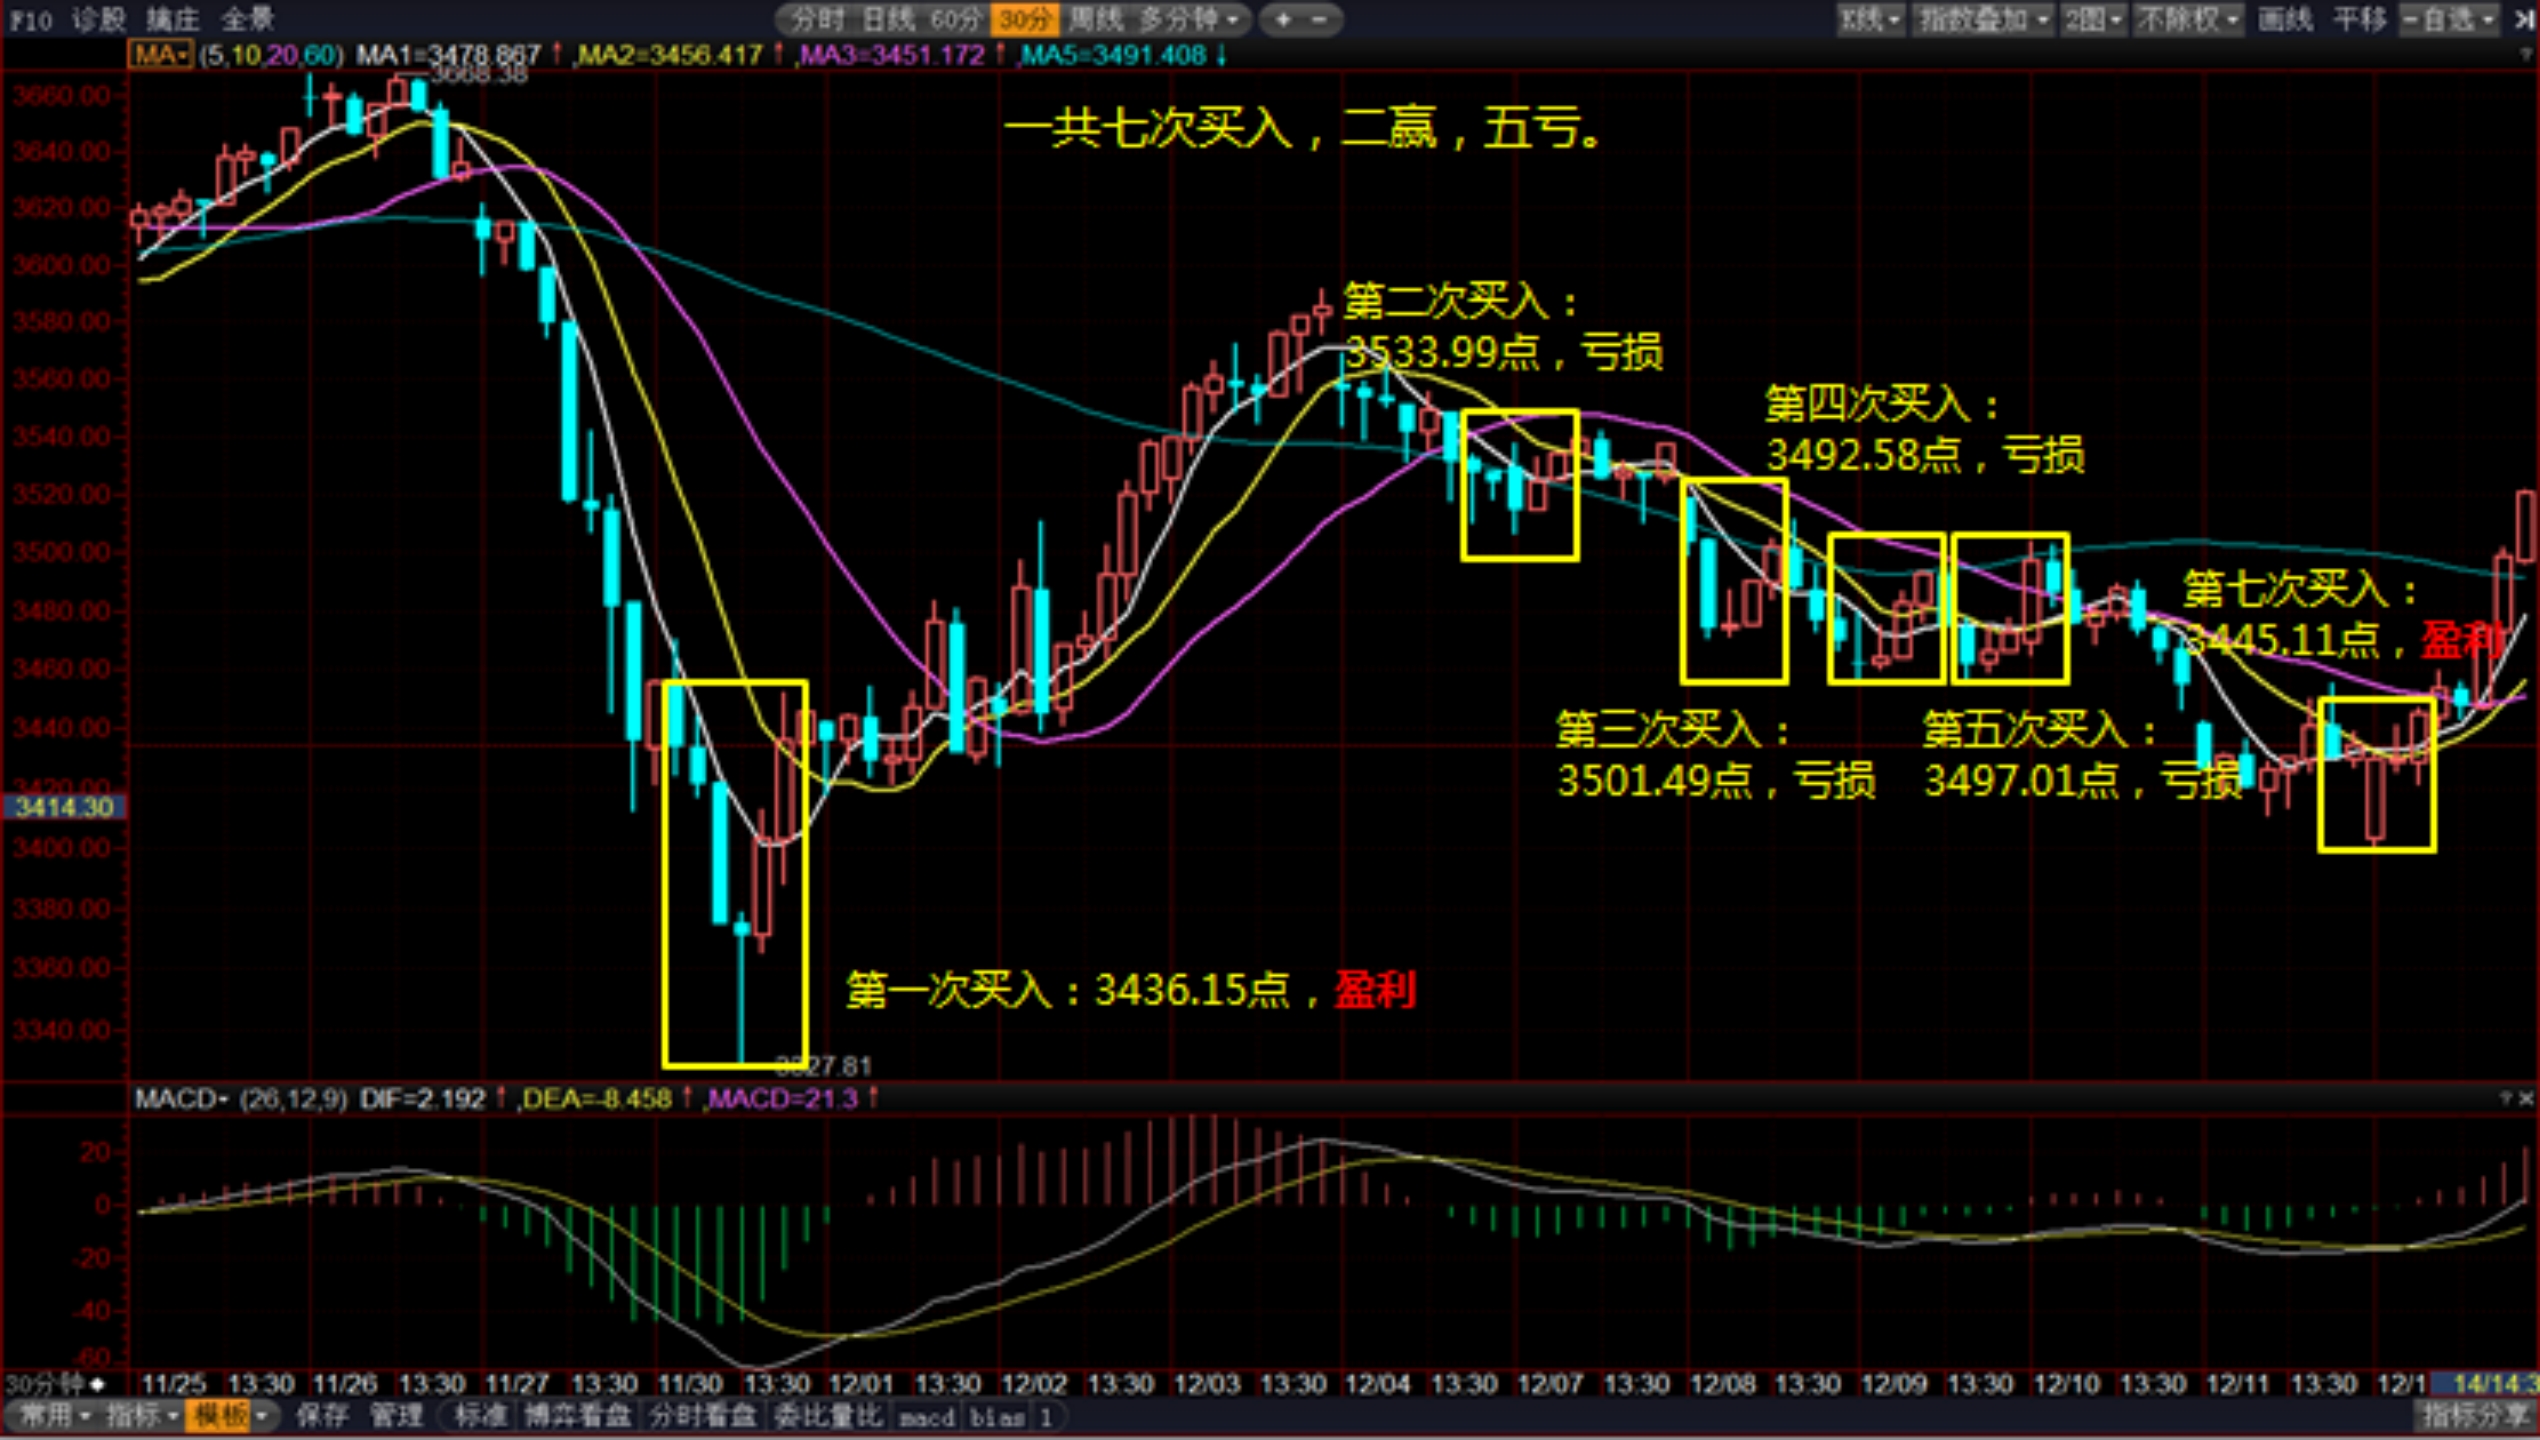 F10 诊股 擒庄 全景 分时 日线 60分 30分 周线 多分钟 + - K线 指数叠加 2图 不除权 画线 平移 -自选
MA (5,10,20,60) MA1=3478.867↑,MA2=3456.417↑,MA3=3451.172↑,MA5=3491.408↓
3668.38
3660.00
一共七次买入，二赢，五亏。
3640.00
3620.00
3600.00
第二次买入：
3580.00
3533.99点，亏损
3560.00
第四次买入：
3540.00
3492.58点，亏损
3520.00
3500.00
第七次买入：
3480.00
3445.11点，盈利
3460.00
第三次买入：
第五次买入：
3440.00
3501.49点，亏损
3497.01点，亏损
3420.00
3414.30
3400.00
3380.00
3360.00
第一次买入：3436.15点，盈利
3340.00
3327.81
MACD (26,12,9) DIF=2.192↑,DEA=-8.458↑,MACD=21.3↑
20
0
-20
-40
-60
30分钟 11/25 13:30 11/26 13:30 11/27 13:30 11/30 13:30 12/01 13:30 12/02 13:30 12/03 13:30 12/04 13:30 12/07 13:30 12/08 13:30 12/09 13:30 12/10 13:30 12/11 13:30 12/1 14/14:3
常用 指标 模板 保存 管理 标准 博弈看盘 分时看盘 委比量比 macd bias 1 指标分享